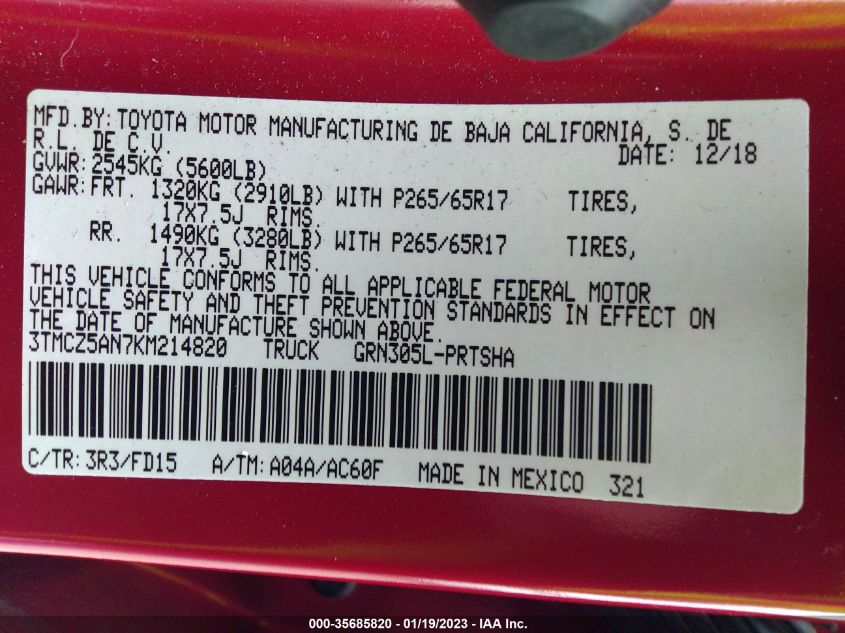 MFD.BY: TOYOTA MOTOR MANUFACTURING DE BAJA CALIFORNIA, S. DE
R.L. DE C.V. DATE: 12/18
GVWR: 2545KG (5600LB)
GAWR: FRT. 1320KG (2910LB) WITH P265/65R17 TIRES,
17X7.5J RIMS.
RR. 1490KG (3280LB) WITH P265/65R17 TIRES,
17X7.5J RIMS.
THIS VEHICLE CONFORMS TO ALL APPLICABLE FEDERAL MOTOR
VEHICLE SAFETY AND THEFT PREVENTION STANDARDS IN EFFECT ON
THE DATE OF MANUFACTURE SHOWN ABOVE.
3TMCZ5AN7KM214820 TRUCK GRN305L-PRTSHA
C/TR: 3R3/FD15 A/TM: A04A/AC60F MADE IN MEXICO 321
000-35685820 - 01/19/2023 - IAA Inc.